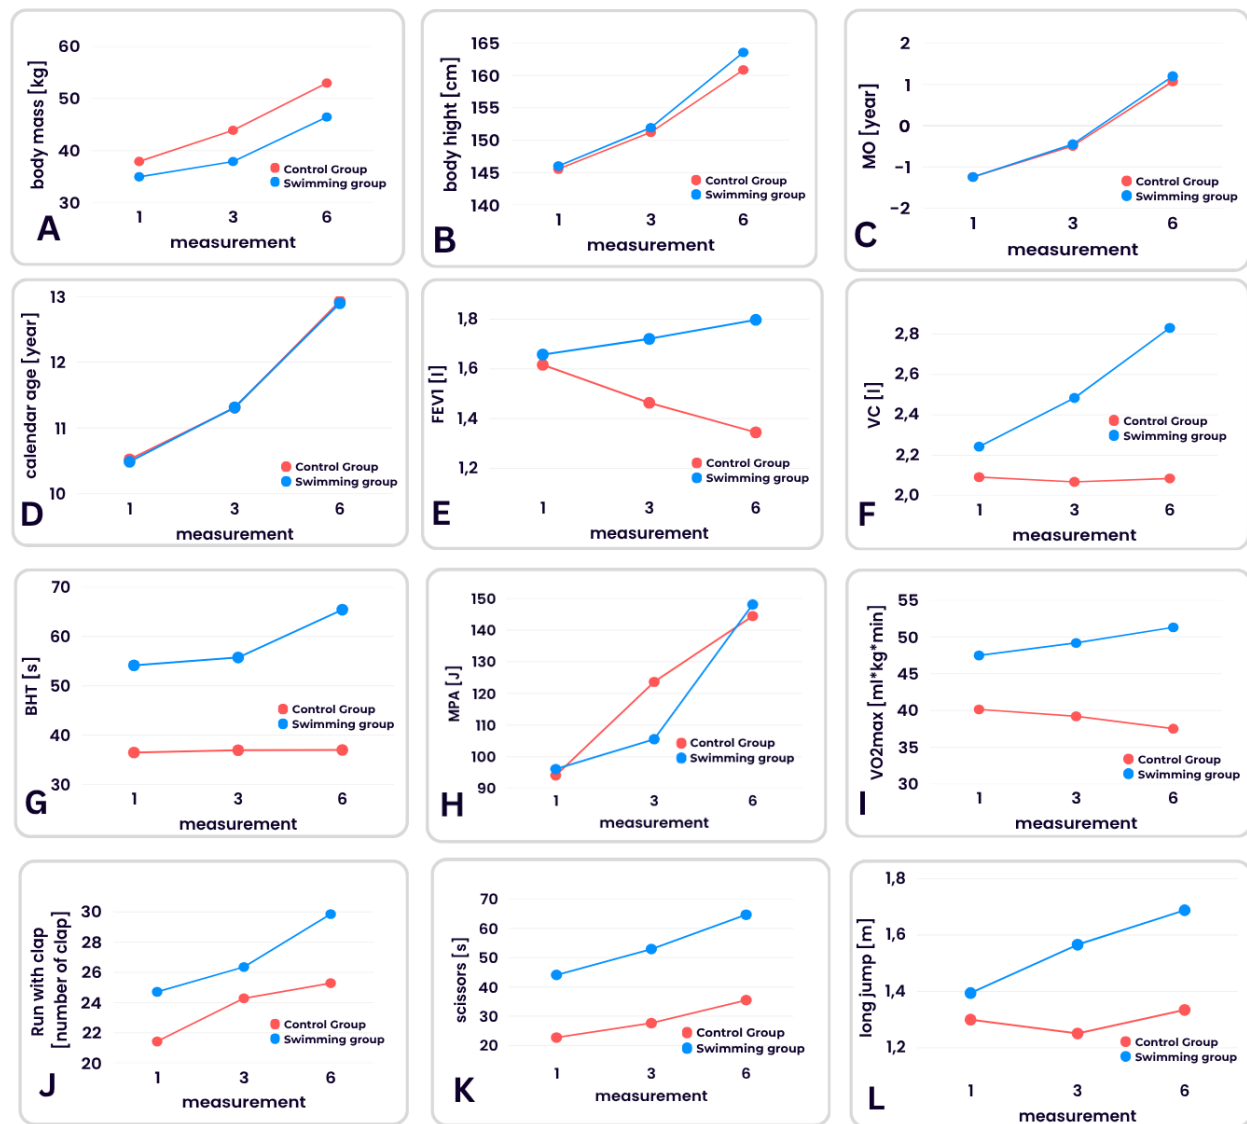 60
50
40
30
body mass [kg]
Control Group
Swimming group
1 3 6
measurement
A
165
160
155
150
145
140
body hight [cm]
Control Group
Swimming group
1 3 6
measurement
B
2
1
0
−1
−2
MO [year]
Control Group
Swimming group
1 3 6
measurement
C
13
12
11
10
calendar age [year]
Control Group
Swimming group
1 3 6
measurement
D
1,8
1,6
1,4
1,2
FEV1 [l]
Control Group
Swimming group
1 3 6
measurement
E
2,8
2,6
2,4
2,2
2,0
VC [l]
Control Group
Swimming group
1 3 6
measurement
F
70
60
50
40
30
BHT [s]
Control Group
Swimming group
1 3 6
measurement
G
150
140
130
120
110
100
90
MPA [J]
Control Group
Swimming group
1 3 6
measurement
H
55
50
45
40
35
30
VO2max [ml*kg*min]
Control Group
Swimming group
1 3 6
measurement
I
30
28
26
24
22
20
Run with clap
[number of clap]
Control Group
Swimming group
1 3 6
measurement
J
70
60
50
40
30
20
scissors [s]
Control Group
Swimming group
1 3 6
measurement
K
1,8
1,6
1,4
1,2
long jump [m]
Control Group
Swimming group
1 3 6
measurement
L